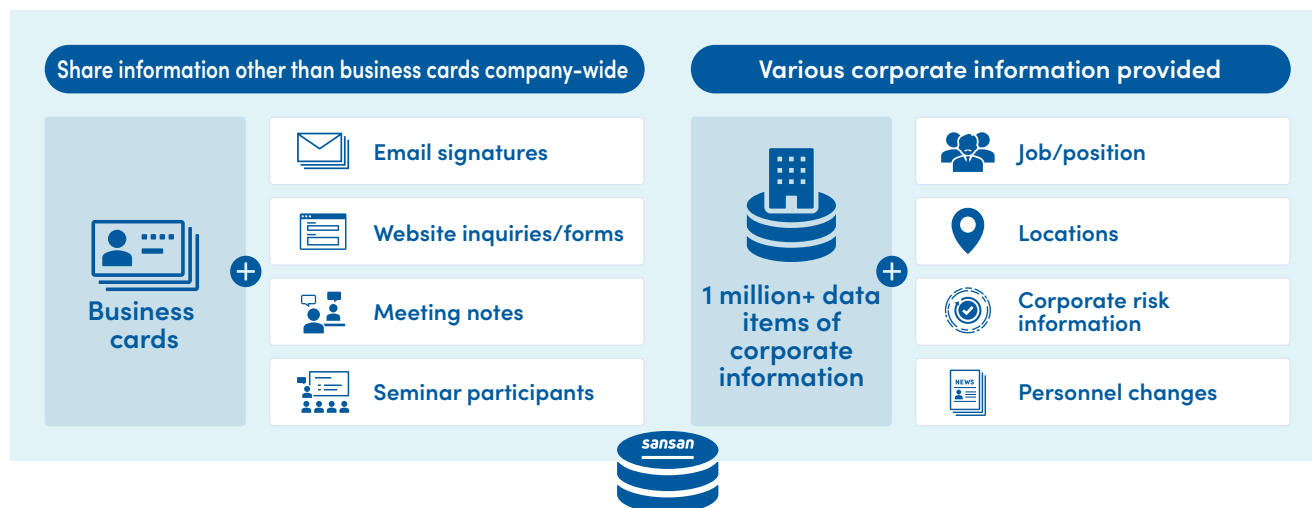 Share information other than business cards company-wide
Business
cards
Email signatures
Website inquiries/forms
Meeting notes
Seminar participants
Various corporate information provided
1 million+ data
items of
corporate
information
Job/position
Locations
Corporate risk
information
NEWS
Personnel changes
sansan